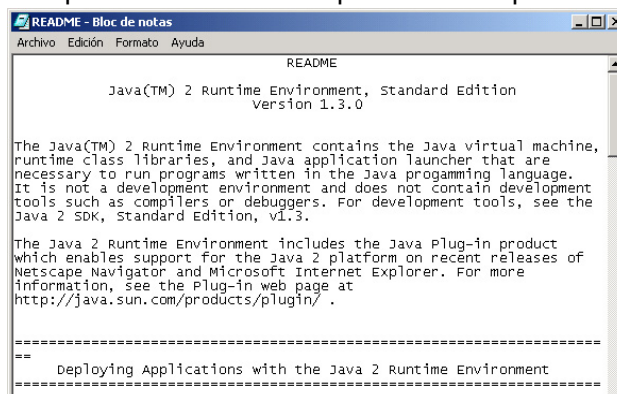 README - Bloc de notas
Archivo Edición Formato Ayuda
README
Java(TM) 2 Runtime Environment, Standard Edition
Version 1.3.0
The Java(TM) 2 Runtime Environment contains the Java virtual machine,
runtime class libraries, and Java application launcher that are
necessary to run programs written in the Java progamming language.
It is not a development environment and does not contain development
tools such as compilers or debuggers. For development tools, see the
Java 2 SDK, Standard Edition, v1.3.
The Java 2 Runtime Environment includes the Java Plug-in product
which enables support for the Java 2 platform on recent releases of
Netscape Navigator and Microsoft Internet Explorer. For more
information, see the Plug-in web page at
http://java.sun.com/products/plugin/ .
=====================================================================
==
Deploying Applications with the Java 2 Runtime Environment
=====================================================================